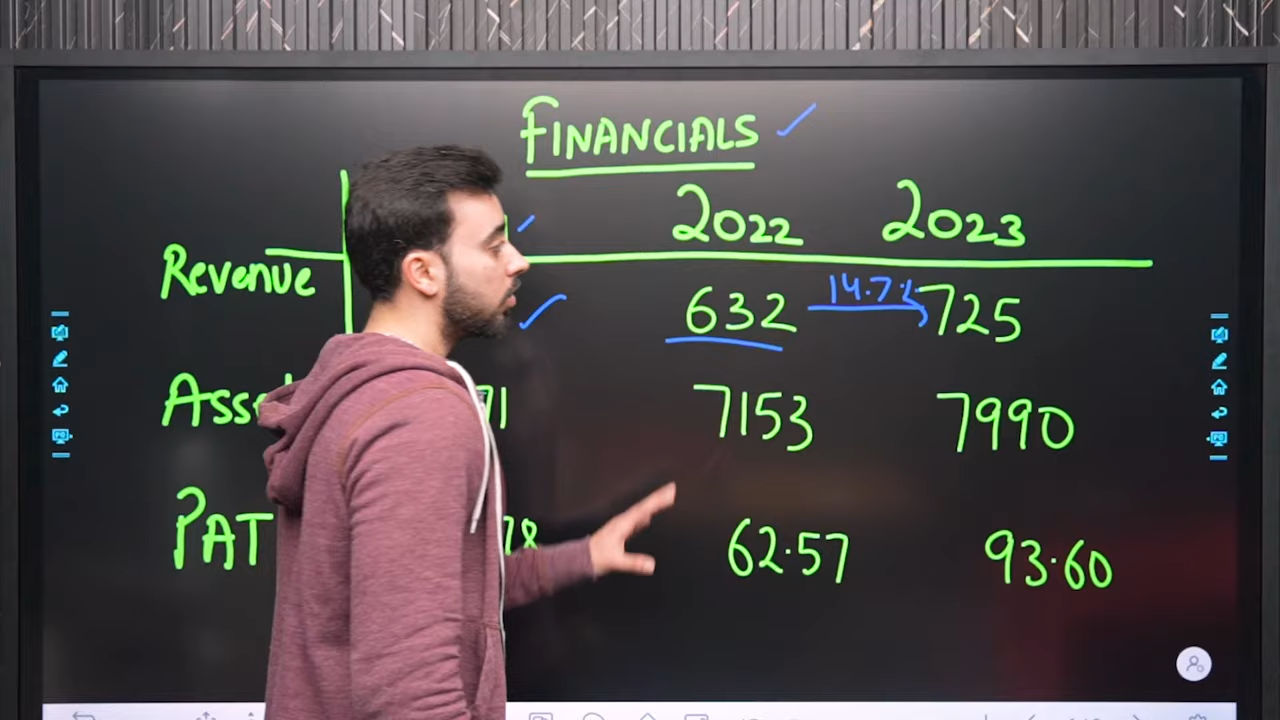 FINANCIALS
2022 2023
Revenue 632 14.7% 725
7153 7990
PAT 62.57 93.60